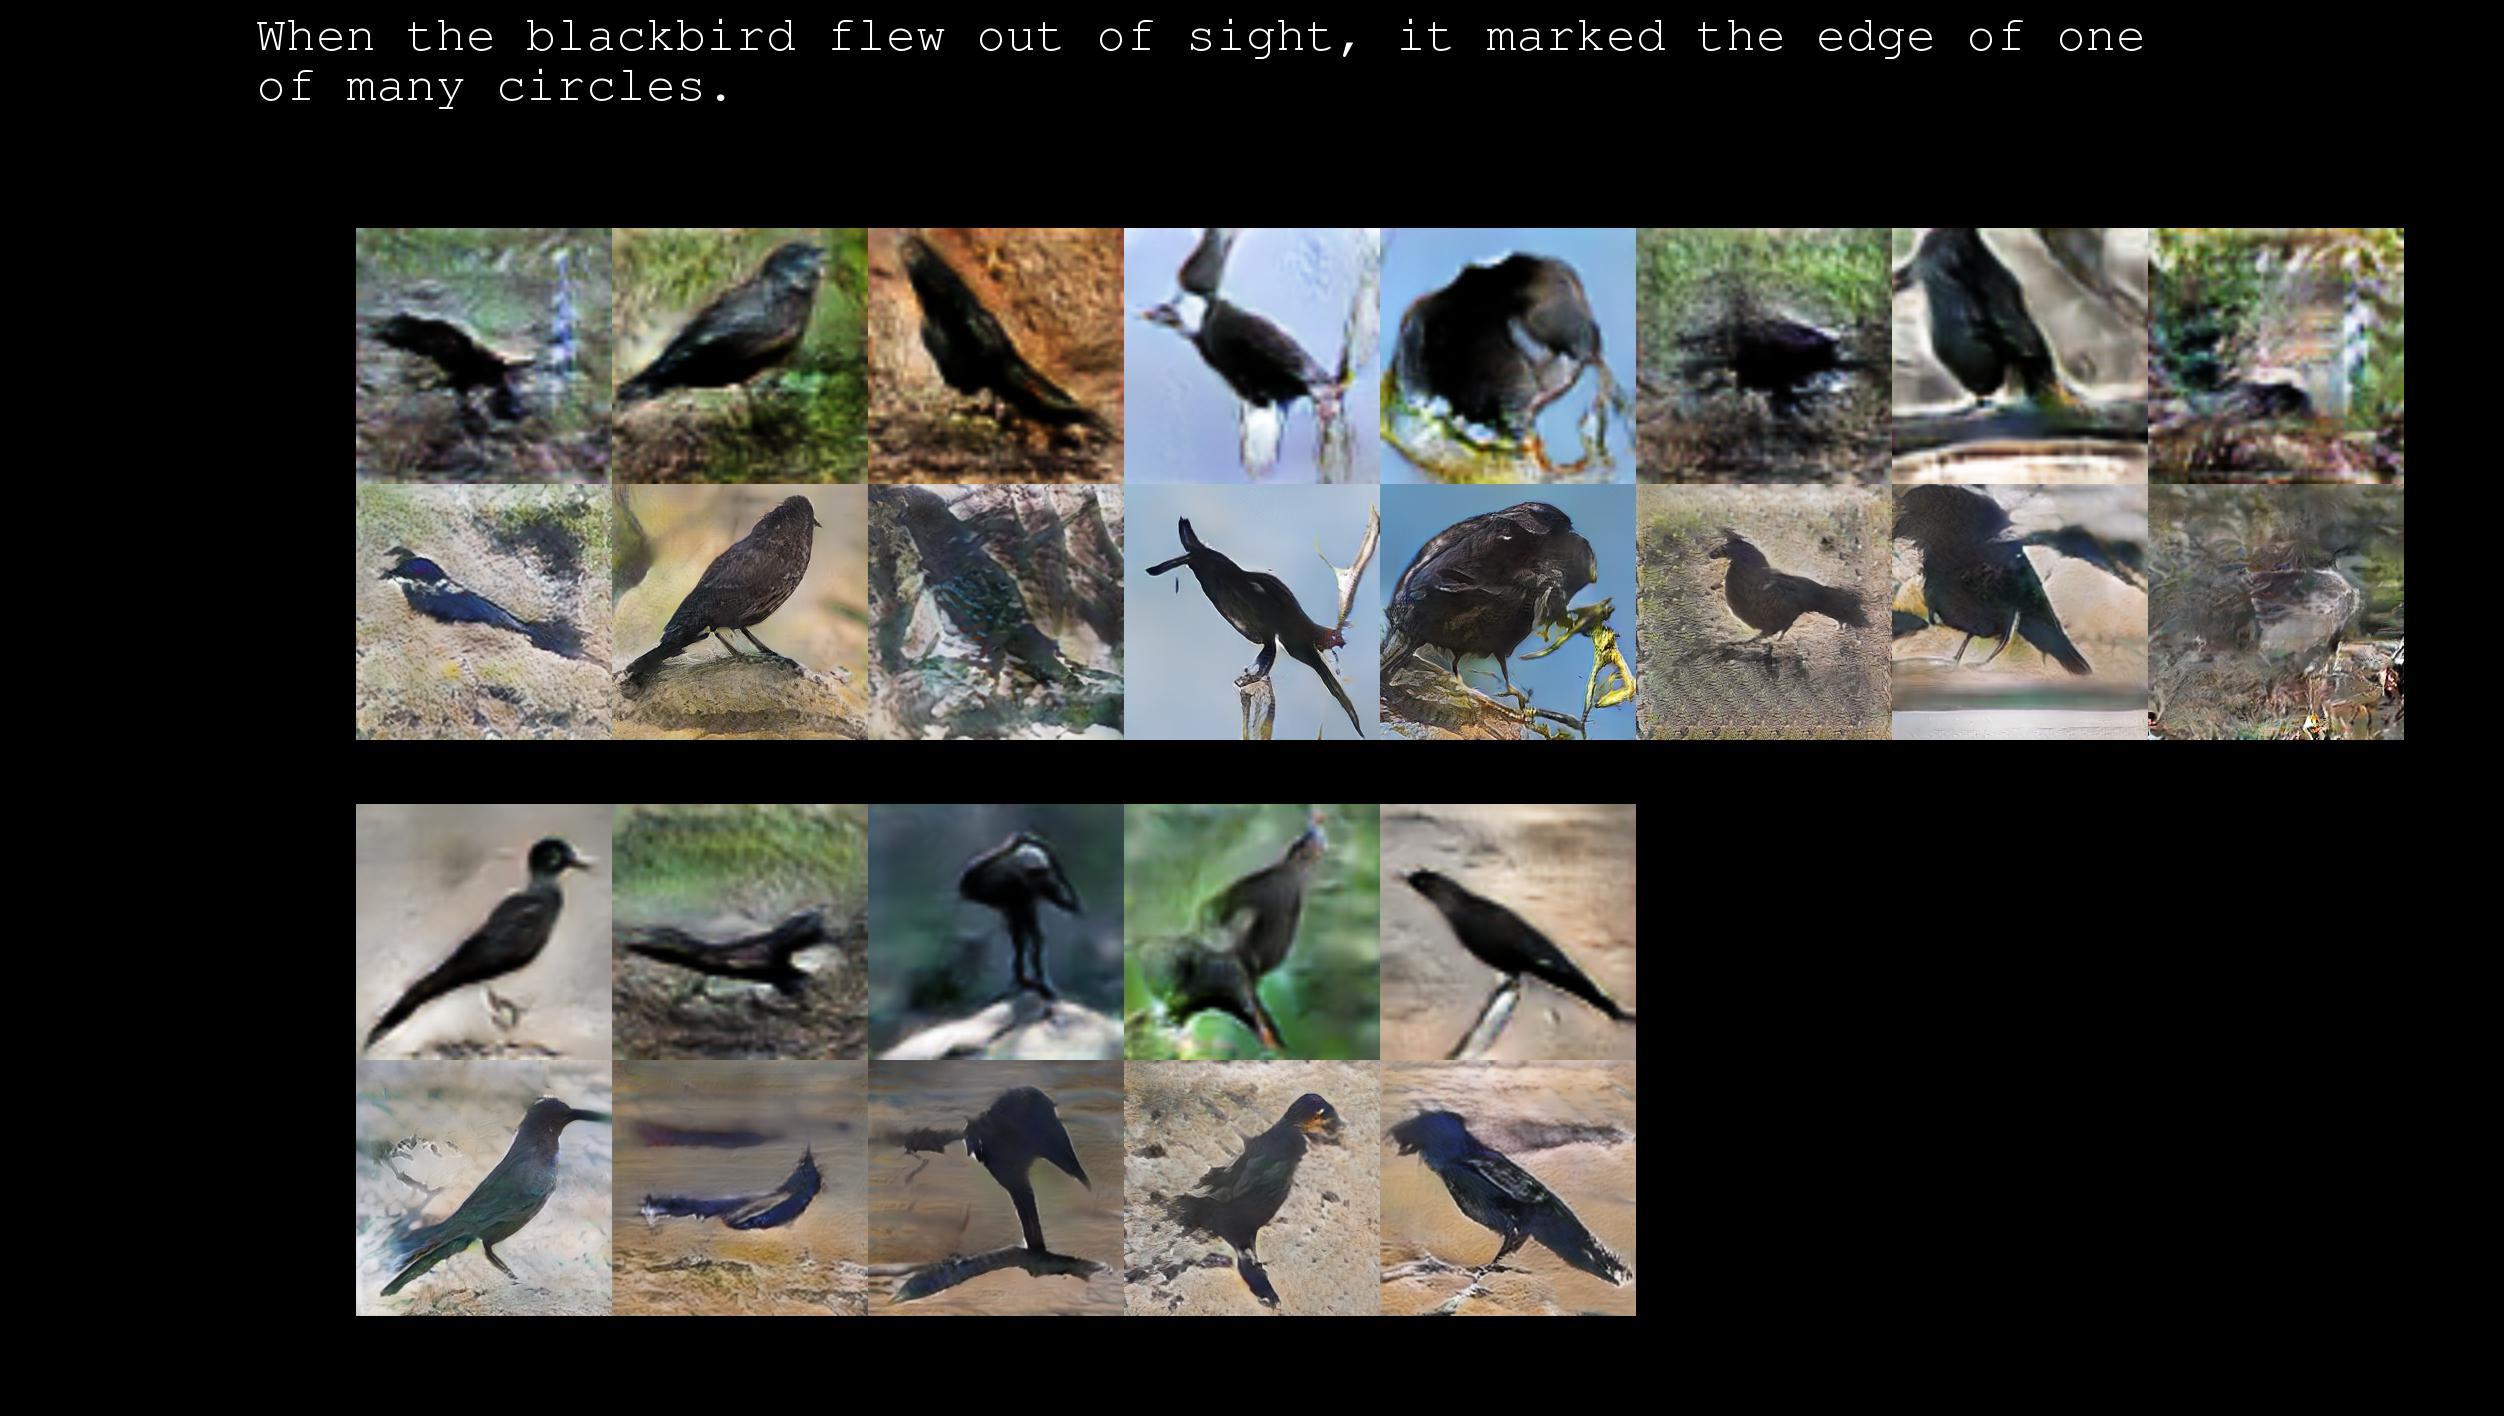 When the blackbird flew out of sight, it marked the edge of one
of many circles.